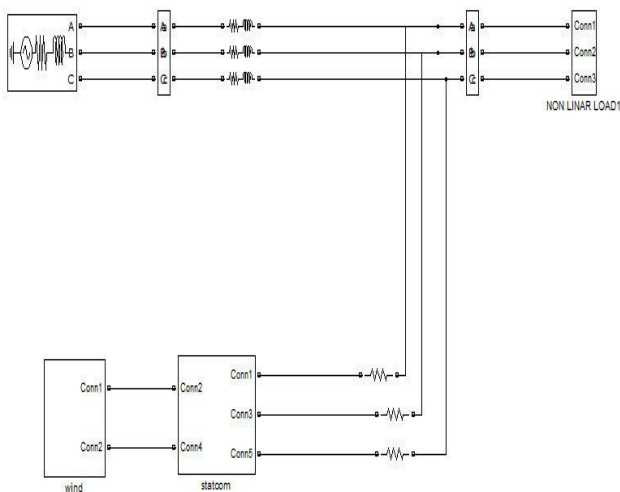 A
B
C
A
B
C
A
B
C
Conn1
Conn2
Conn3
NON LINAR LOAD1
Conn1
Conn2
wind
Conn2
Conn4
Conn1
Conn3
Conn5
statcom